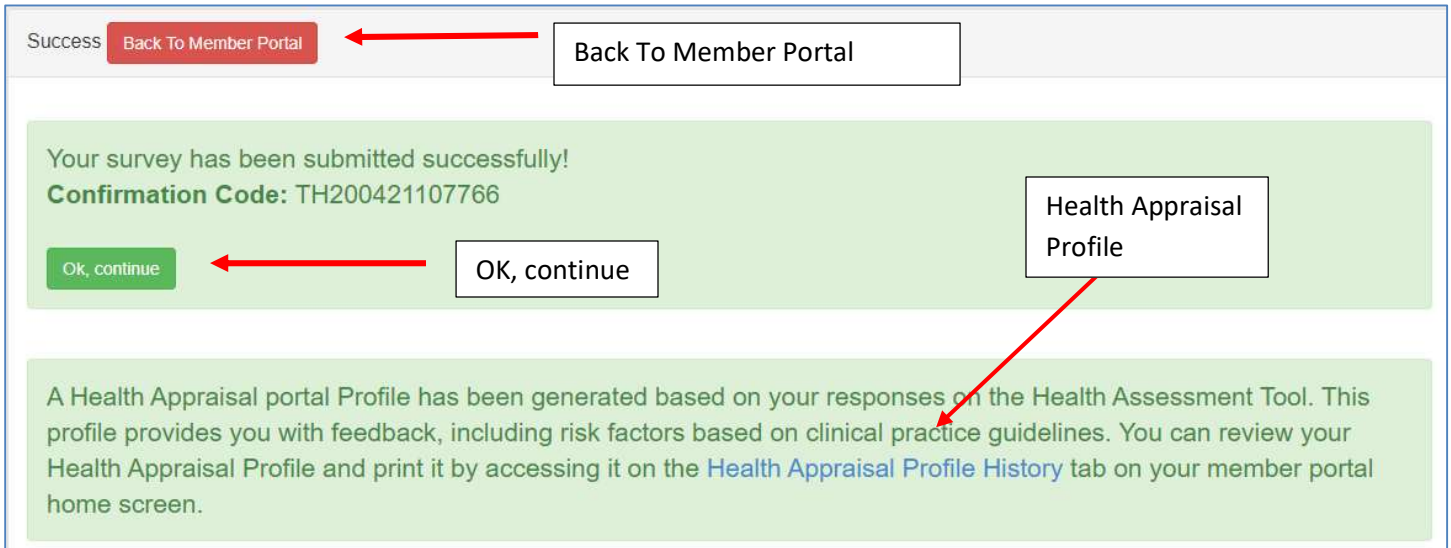 Success Back To Member Portal
Back To Member Portal
Your survey has been submitted successfully!
Confirmation Code: TH200421107766
Health Appraisal
Profile
Ok, continue
OK, continue
A Health Appraisal portal Profile has been generated based on your responses on the Health Assessment Tool. This
profile provides you with feedback, including risk factors based on clinical practice guidelines. You can review your
Health Appraisal Profile and print it by accessing it on the Health Appraisal Profile History tab on your member portal
home screen.